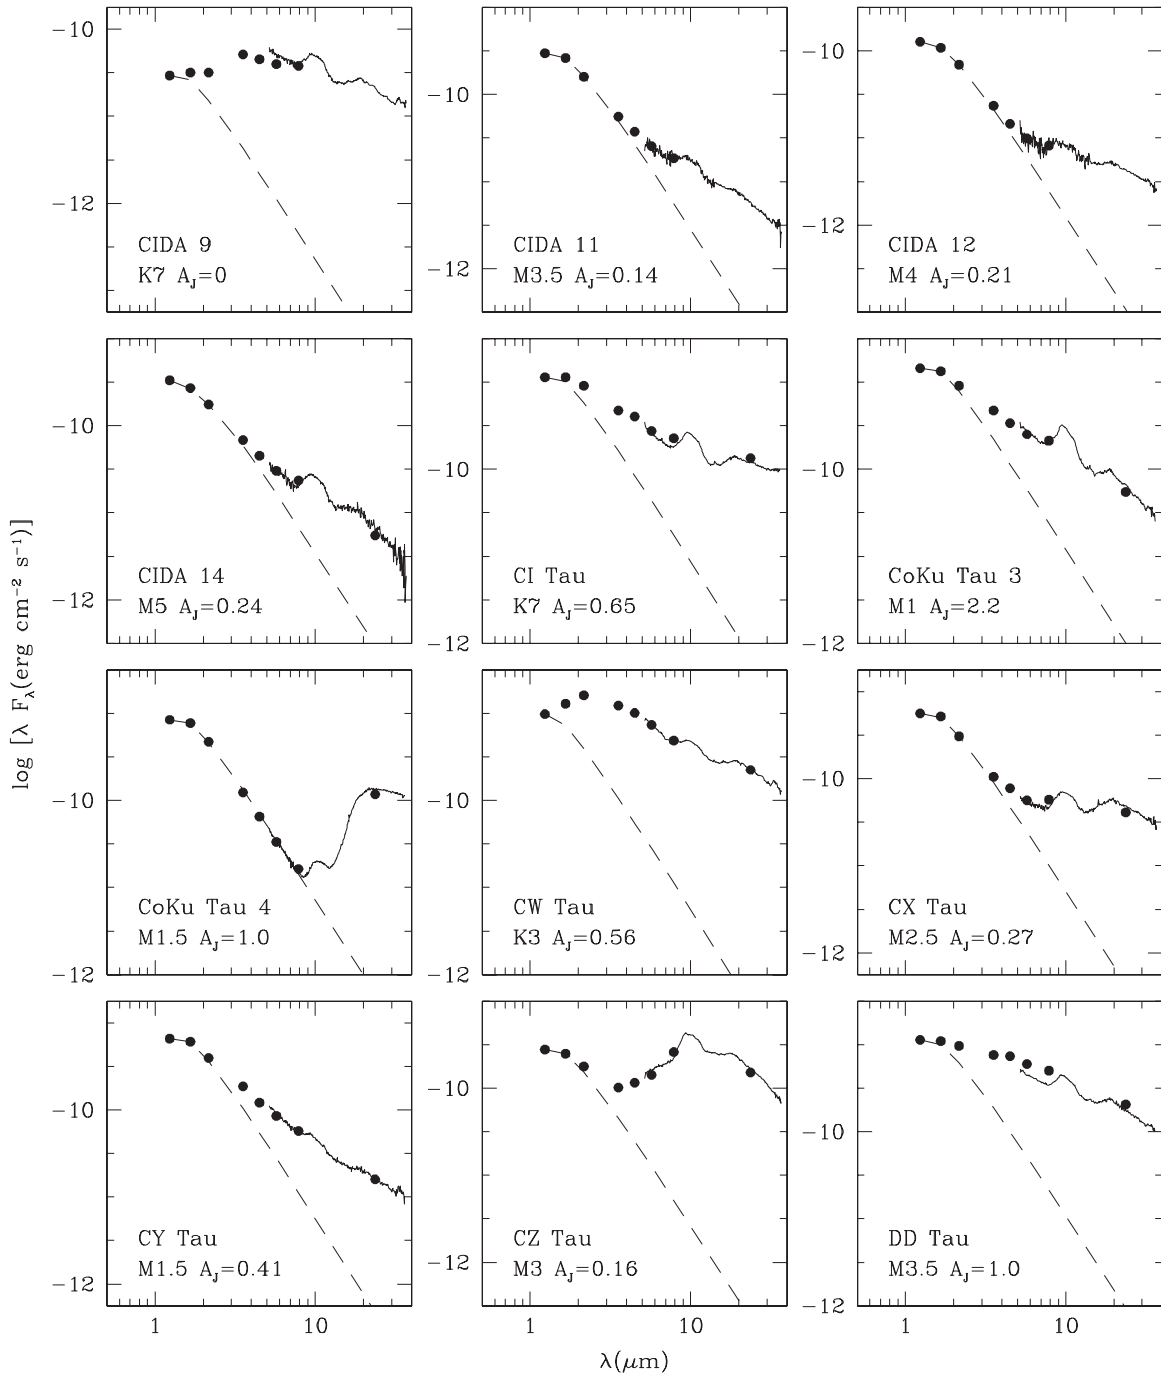 −10
−12
CIDA 9
K7 A_J=0
−10
−12
CIDA 11
M3.5 A_J=0.14
−10
−12
CIDA 12
M4 A_J=0.21
−10
−12
CIDA 14
M5 A_J=0.24
−10
−12
CI Tau
K7 A_J=0.65
−10
−12
CoKu Tau 3
M1 A_J=2.2
log [λ F_λ(erg cm⁻² s⁻¹)]
−10
−12
CoKu Tau 4
M1.5 A_J=1.0
−10
−12
CW Tau
K3 A_J=0.56
−10
−12
CX Tau
M2.5 A_J=0.27
−10
−12
CY Tau
M1.5 A_J=0.41
1 10
−10
−12
CZ Tau
M3 A_J=0.16
1 10
−10
−12
DD Tau
M3.5 A_J=1.0
1 10
λ(μm)